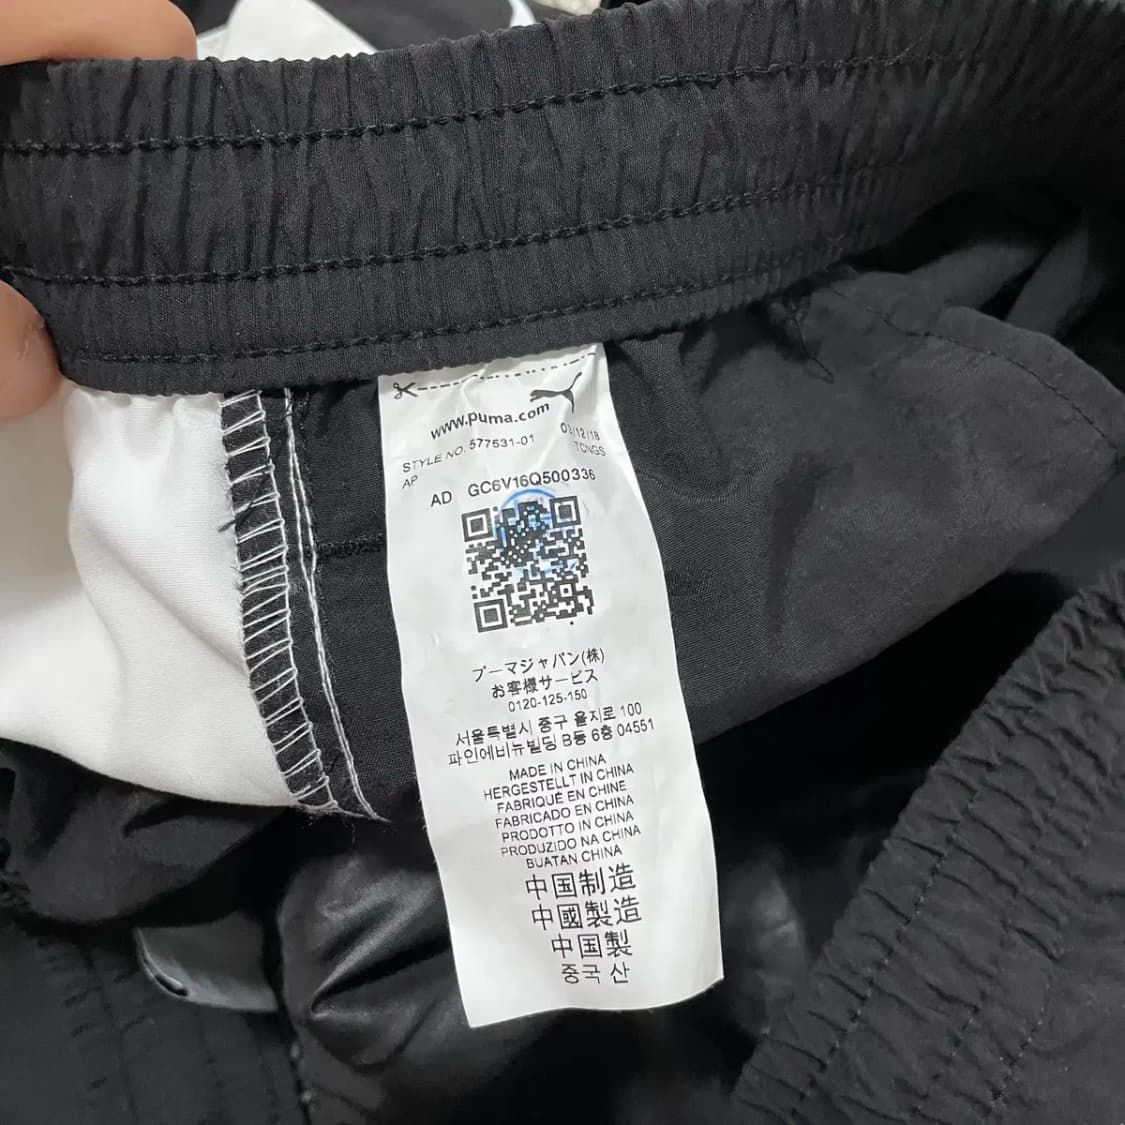 www.puma.com
STYLE NO. 577531-01
/12/18
AP
TCNGS
AD GC6V16Q500336
プーマジャパン(株)
お客様サービス
0120-125-150
서울특별시 중구 을지로 100
파인에비뉴빌딩 B동 6층 04551
MADE IN CHINA
HERGESTELLT IN CHINA
FABRIQUÉ EN CHINE
FABRICADO EN CHINA
PRODOTTO IN CHINA
PRODUZIDO NA CHINA
BUATAN CHINA
中国制造
中國製造
中国製
중국 산